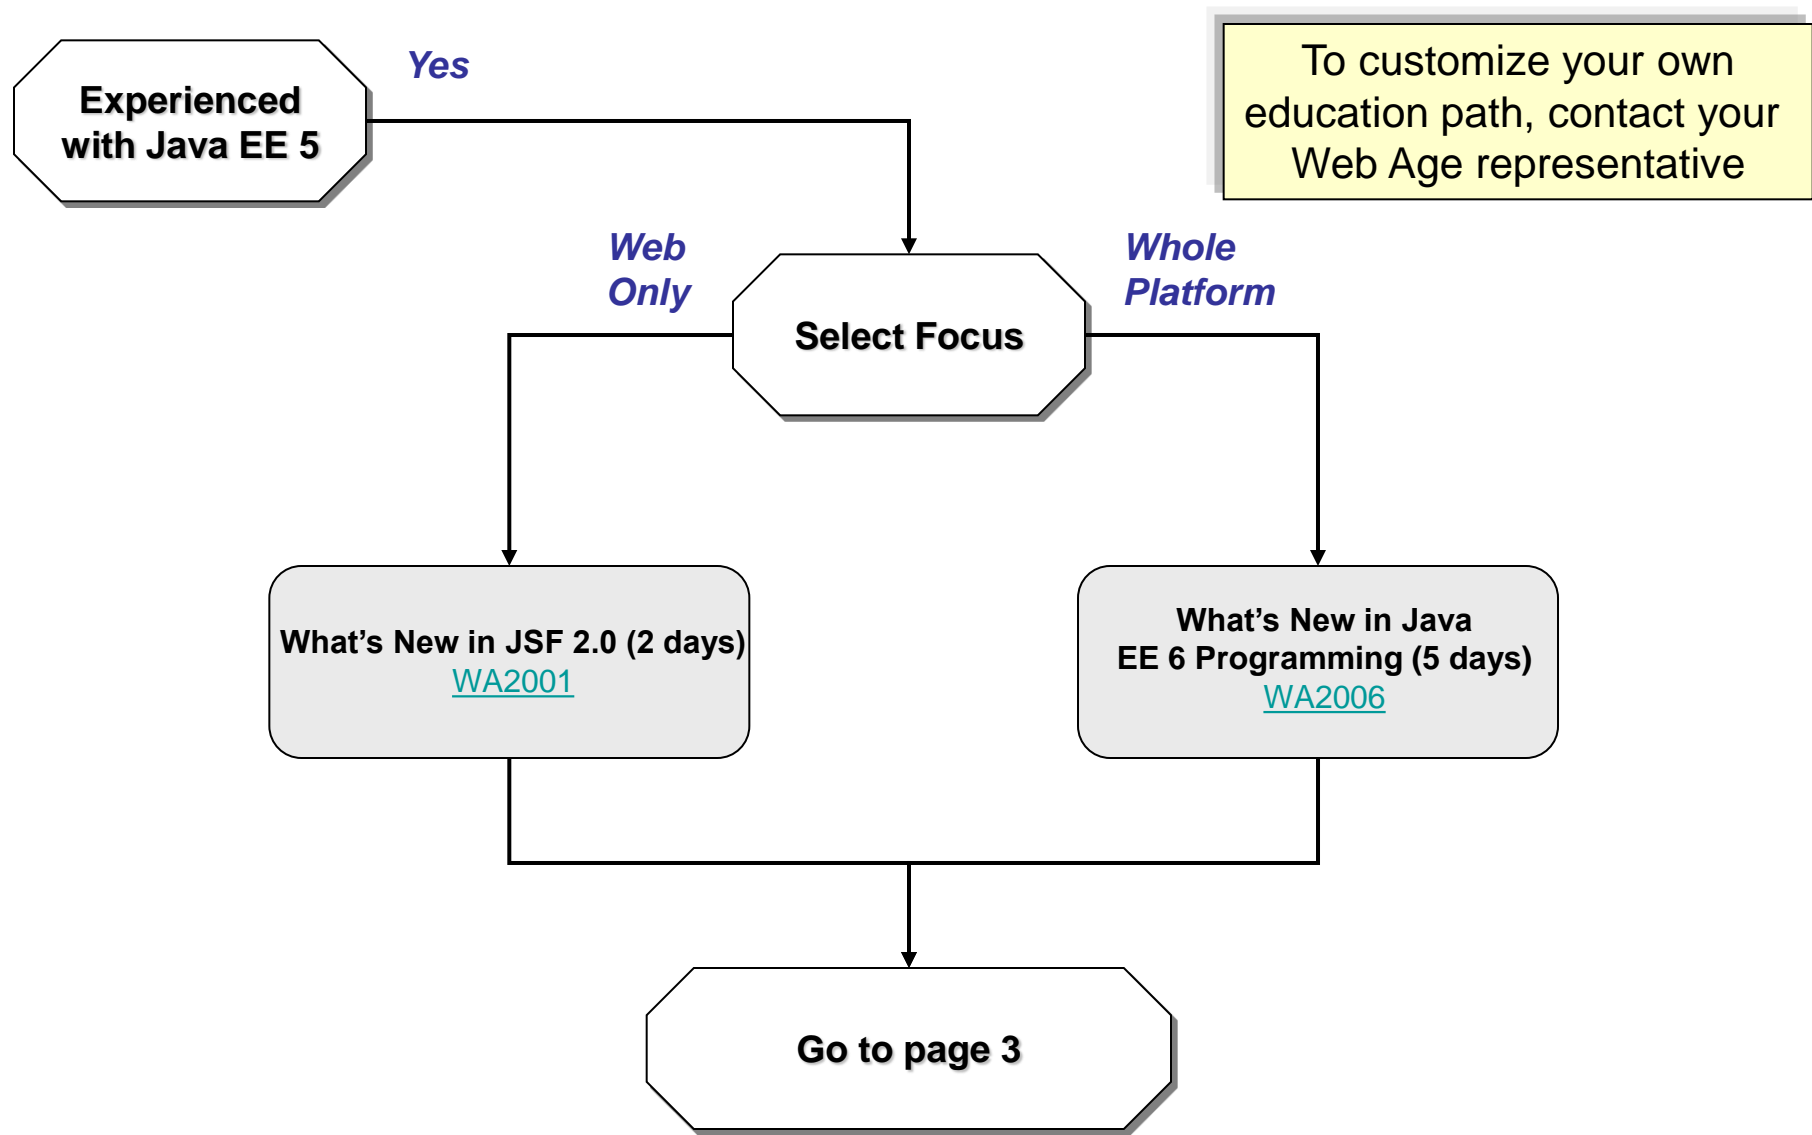 Experienced
with Java EE 5
Yes
To customize your own
education path, contact your
Web Age representative
Web
Only
Whole
Platform
Select Focus
What’s New in JSF 2.0 (2 days)
WA2001
What’s New in Java
EE 6 Programming (5 days)
WA2006
Go to page 3